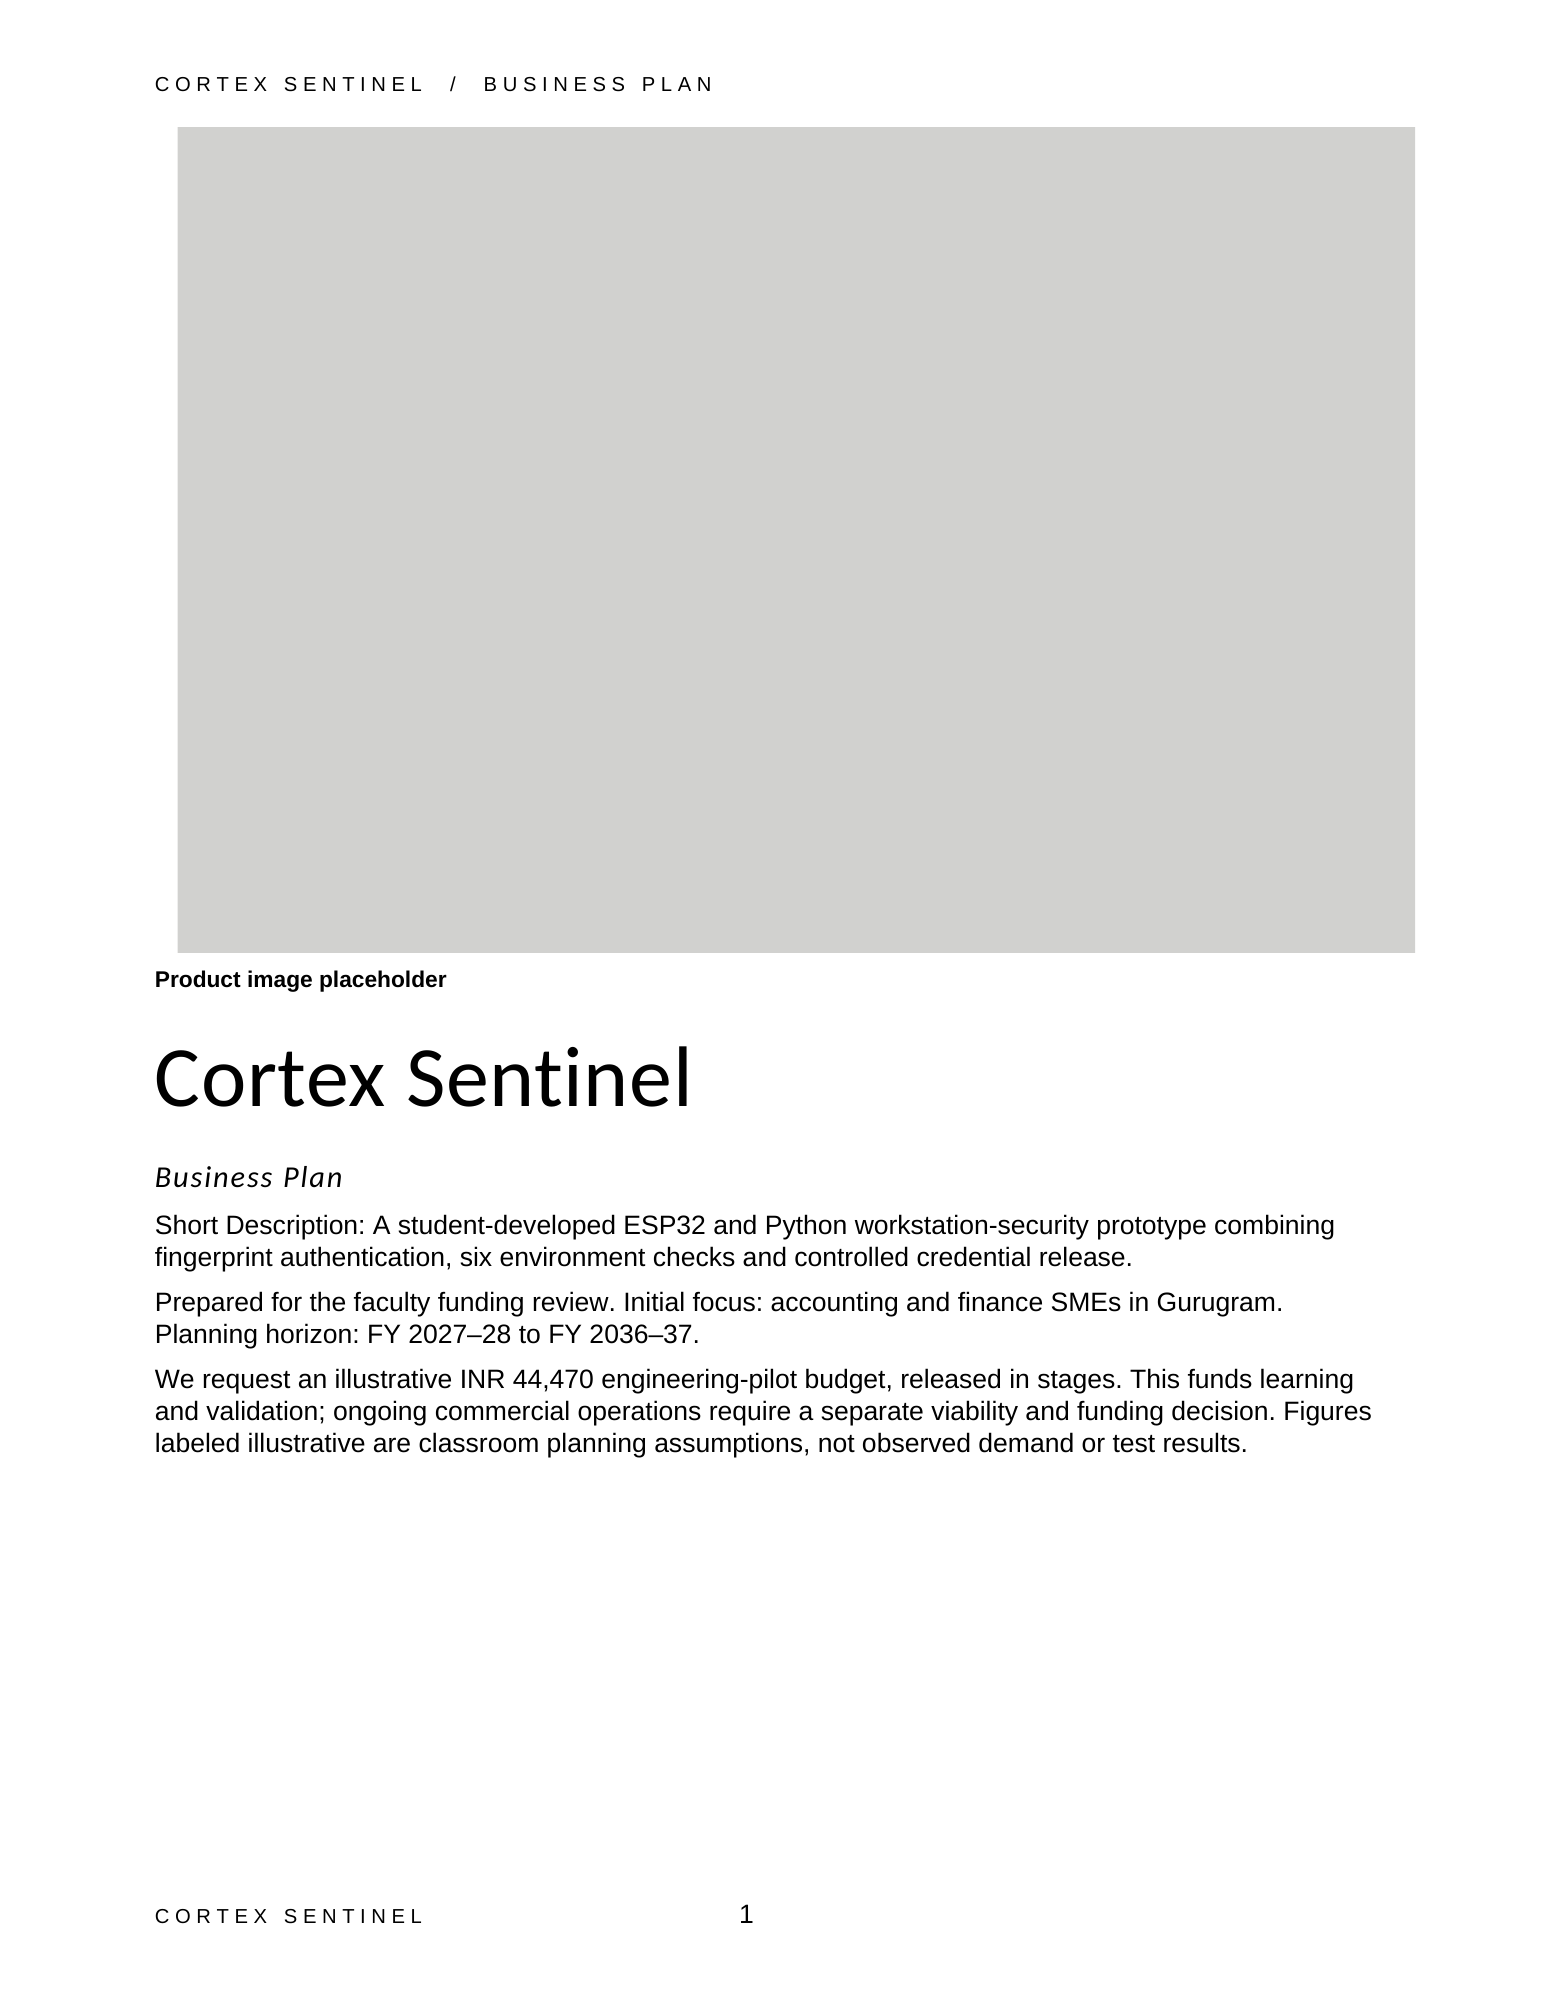 CORTEX SENTINEL / BUSINESS PLAN
Product image placeholder
Cortex Sentinel
Business Plan
Short Description: A student-developed ESP32 and Python workstation-security prototype combining
fingerprint authentication, six environment checks and controlled credential release.
Prepared for the faculty funding review. Initial focus: accounting and finance SMEs in Gurugram.
Planning horizon: FY 2027–28 to FY 2036–37.
We request an illustrative INR 44,470 engineering-pilot budget, released in stages. This funds learning
and validation; ongoing commercial operations require a separate viability and funding decision. Figures
labeled illustrative are classroom planning assumptions, not observed demand or test results.
CORTEX SENTINEL 1